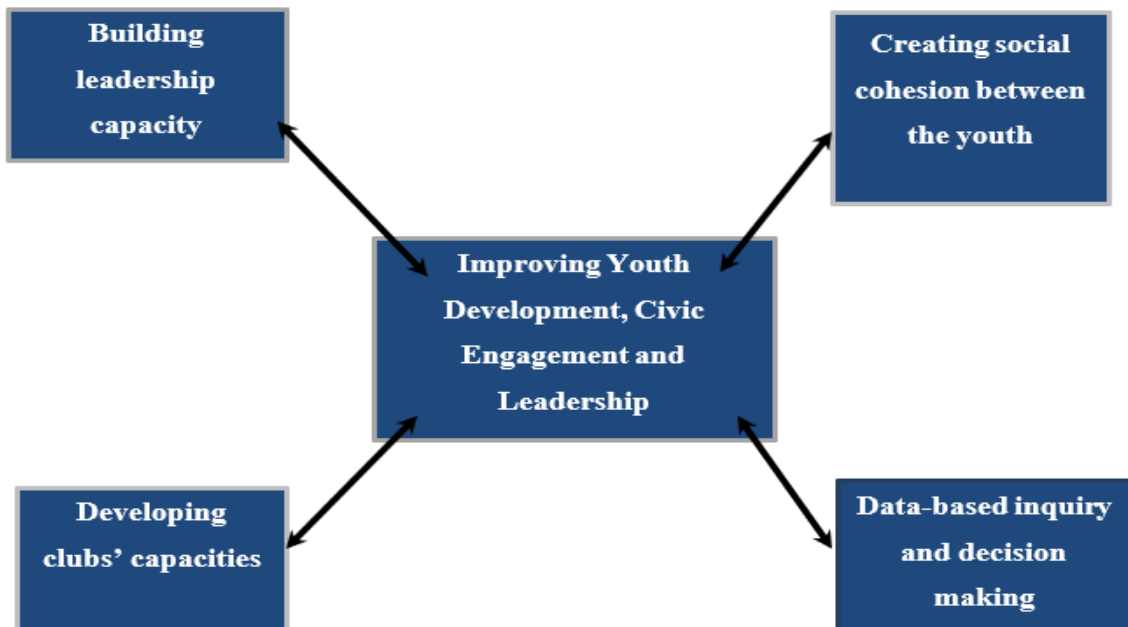 Building
leadership
capacity
Creating social
cohesion between
the youth
Improving Youth
Development, Civic
Engagement and
Leadership
Developing
clubs’ capacities
Data-based inquiry
and decision
making